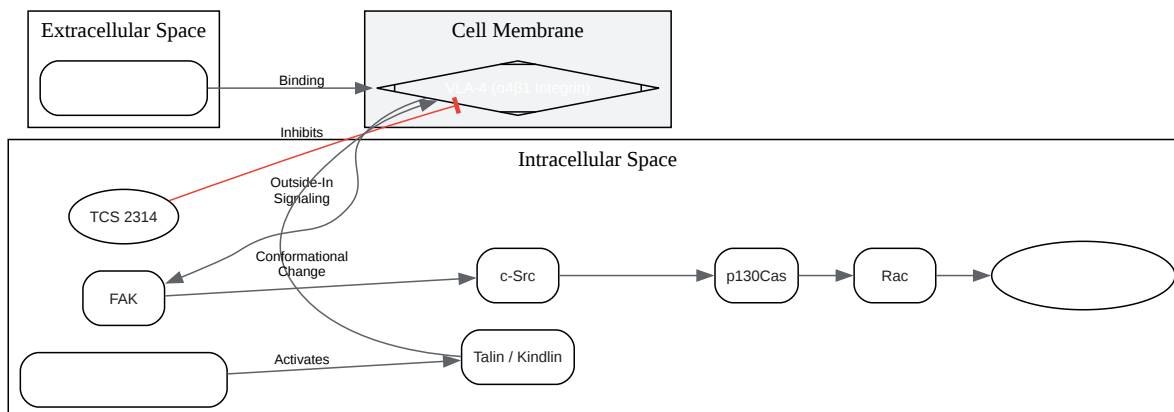 Extracellular Space
Cell Membrane
Binding
VLA-4 (α4β1 Integrin)
Inhibits
Intracellular Space
TCS 2314
Outside-In
Signaling
Conformational
Change
FAK
c-Src
p130Cas
Rac
Activates
Talin / Kindlin